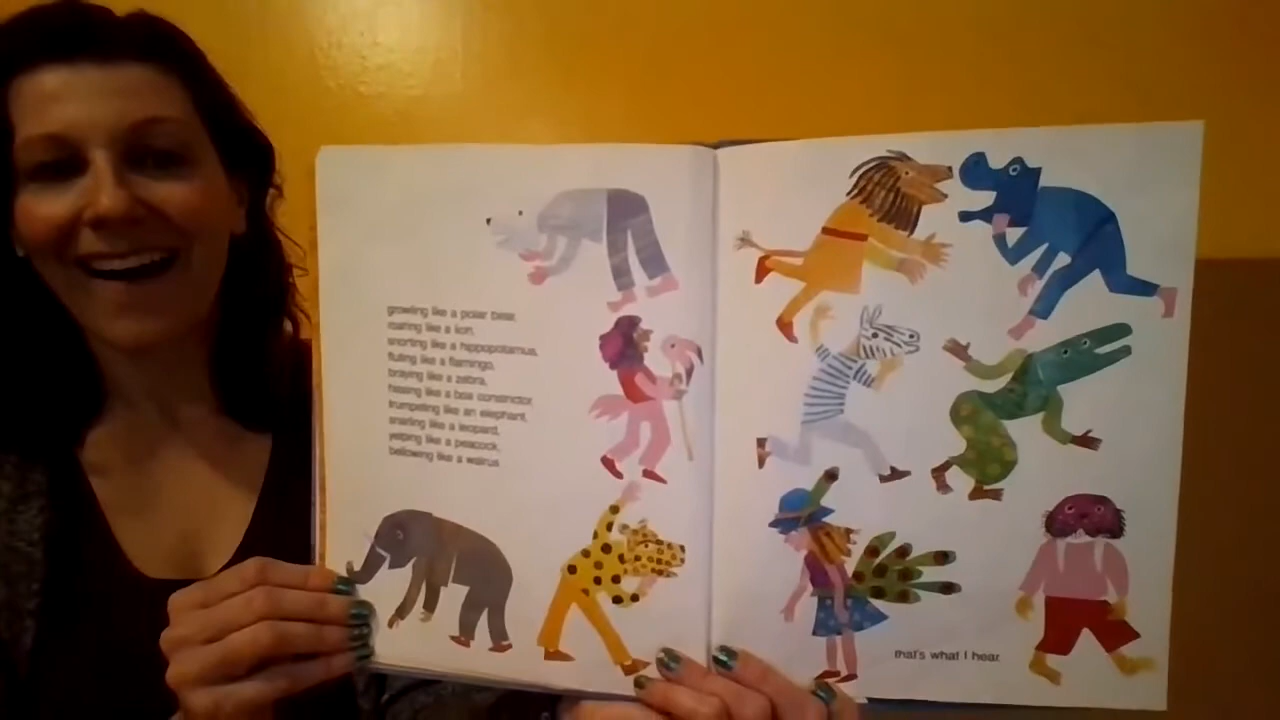 growling like a polar bear,
roaring like a lion,
snorting like a hippopotamus,
fluting like a flamingo,
braying like a zebra,
hissing like a boa constrictor,
trumpeting like an elephant,
snarling like a leopard,
yelping like a peacock,
bellowing like a walrus
that's what I hear.